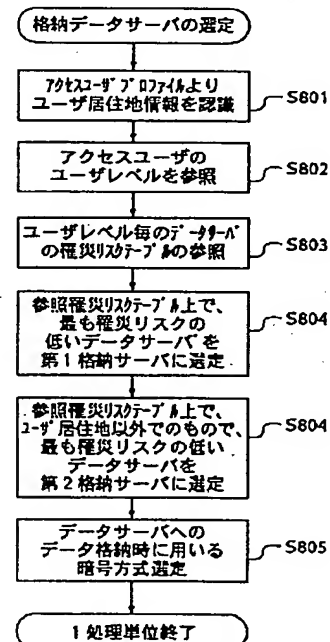 格納データサーバの選定
アクセスユーザプロファイルより
ユーザ居住地情報を認識
S801
アクセスユーザの
ユーザレベルを参照
S802
ユーザレベル毎のデータサーバ
の罹災リスクテーブルの参照
S803
参照罹災リスクテーブル上で、
最も罹災リスクの
低いデータサーバを
第1格納サーバに選定
S804
参照罹災リスクテーブル上で、
ユーザ居住地以外でのもので、
最も罹災リスクの低い
データサーバを
第2格納サーバに選定
S804
データサーバへの
データ格納時に用いる
暗号方式選定
S805
1処理単位終了